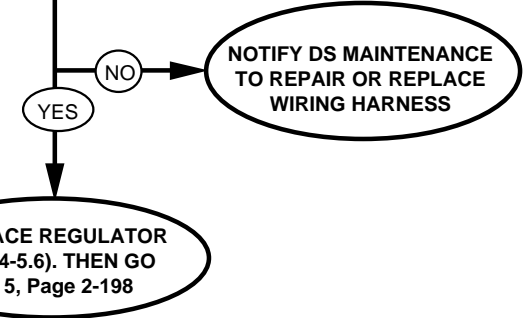 NO
NOTIFY DS MAINTENANCE
TO REPAIR OR REPLACE
WIRING HARNESS
YES
ACE REGULATOR
4-5.6). THEN GO
5, Page 2-198